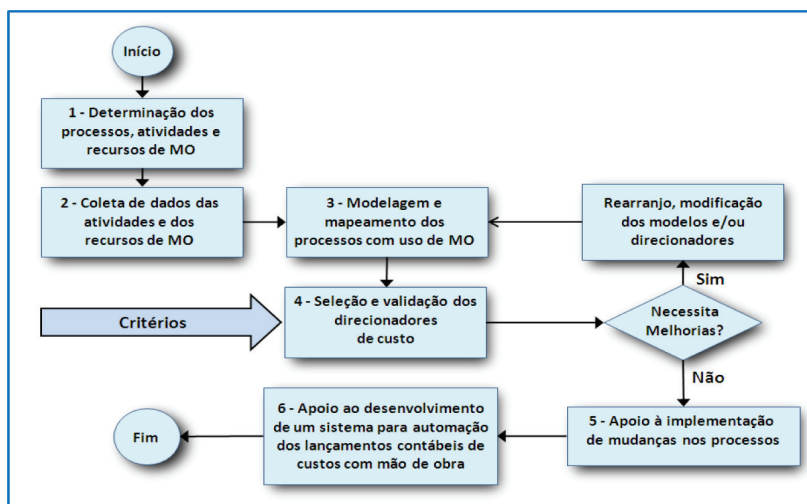 Início
1 - Determinação dos
processos, atividades e
recursos de MO
2 - Coleta de dados das
atividades e dos
recursos de MO
3 - Modelagem e
mapeamento dos
processos com uso de MO
Rearranjo, modificação
dos modelos e/ou
direcionadores
Sim
Critérios
4 - Seleção e validação dos
direcionadores
de custo
Necessita
Melhorias?
Não
5 - Apoio à implementação
de mudanças nos processos
6 - Apoio ao desenvolvimento
de um sistema para automação
dos lançamentos contábeis de
custos com mão de obra
Fim